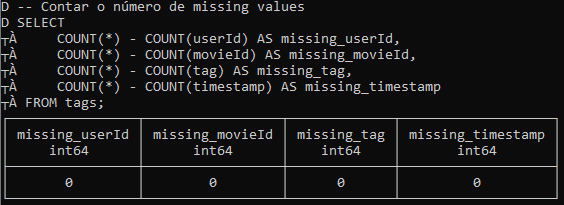 D -- Contar o número de missing values
D SELECT
┬À     COUNT(*) - COUNT(userId) AS missing_userId,
┬À     COUNT(*) - COUNT(movieId) AS missing_movieId,
┬À     COUNT(*) - COUNT(tag) AS missing_tag,
┬À     COUNT(*) - COUNT(timestamp) AS missing_timestamp
┬À FROM tags;
missing_userId missing_movieId missing_tag missing_timestamp
int64 int64 int64 int64
0 0 0 0